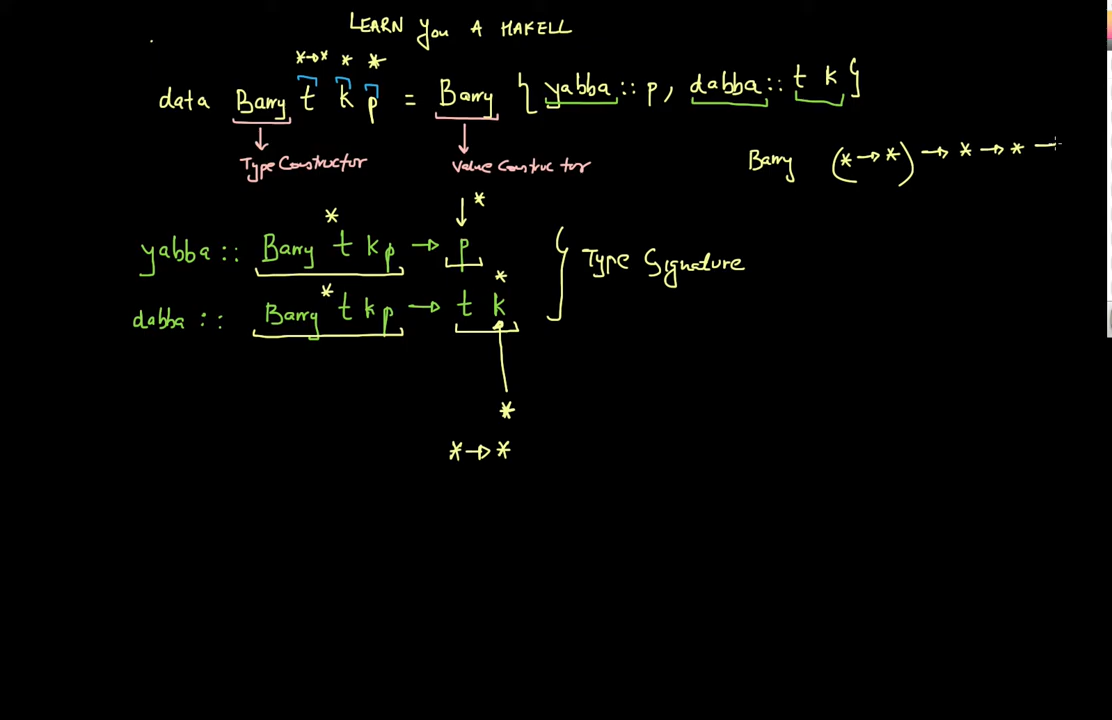 LEARN You A HAKELL
*→* * *
data Barry t k p = Barry { yabba :: p, dabba :: t k }
Type Constructor
Value Constructor
Barry (*→*) → * → * —
*
*
yabba :: Barry t k p → p
Type Signature
*
*
dabba :: Barry t k p → t k
*
*→*